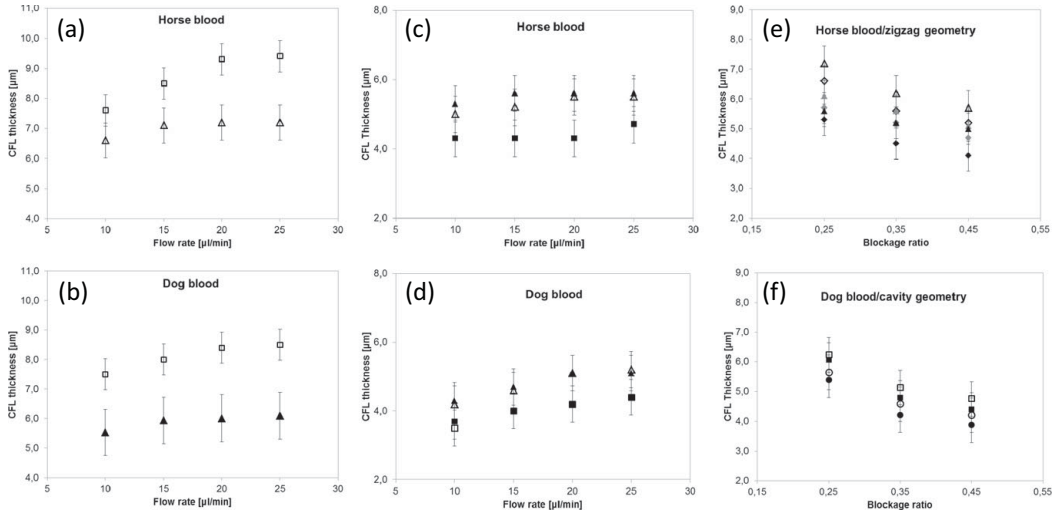 (a)
Horse blood
CFL thickness [μm]
11,0
10,0
9,0
8,0
7,0
6,0
5,0
4,0
5 10 15 20 25 30
Flow rate [μl/min]
(c)
Horse blood
CFL Thickness [μm]
8,0
6,0
4,0
2,0
5 10 15 20 25 30
Flow rate [μl/min]
(e)
Horse blood/zigzag geometry
CFL Thickness [μm]
9,0
8,0
7,0
6,0
5,0
4,0
3,0
2,0
0,15 0,25 0,35 0,45 0,55
Blockage ratio
(b)
Dog blood
CFL thickness [μm]
11,0
10,0
9,0
8,0
7,0
6,0
5,0
4,0
5 10 15 20 25 30
Flow rate [μl/min]
(d)
Dog blood
CFL thickness [μm]
8,0
6,0
4,0
2,0
5 10 15 20 25 30
Flow rate [μl/min]
(f)
Dog blood/cavity geometry
CFL Thickness [μm]
9,0
8,0
7,0
6,0
5,0
4,0
3,0
2,0
0,15 0,25 0,35 0,45 0,55
Blockage ratio